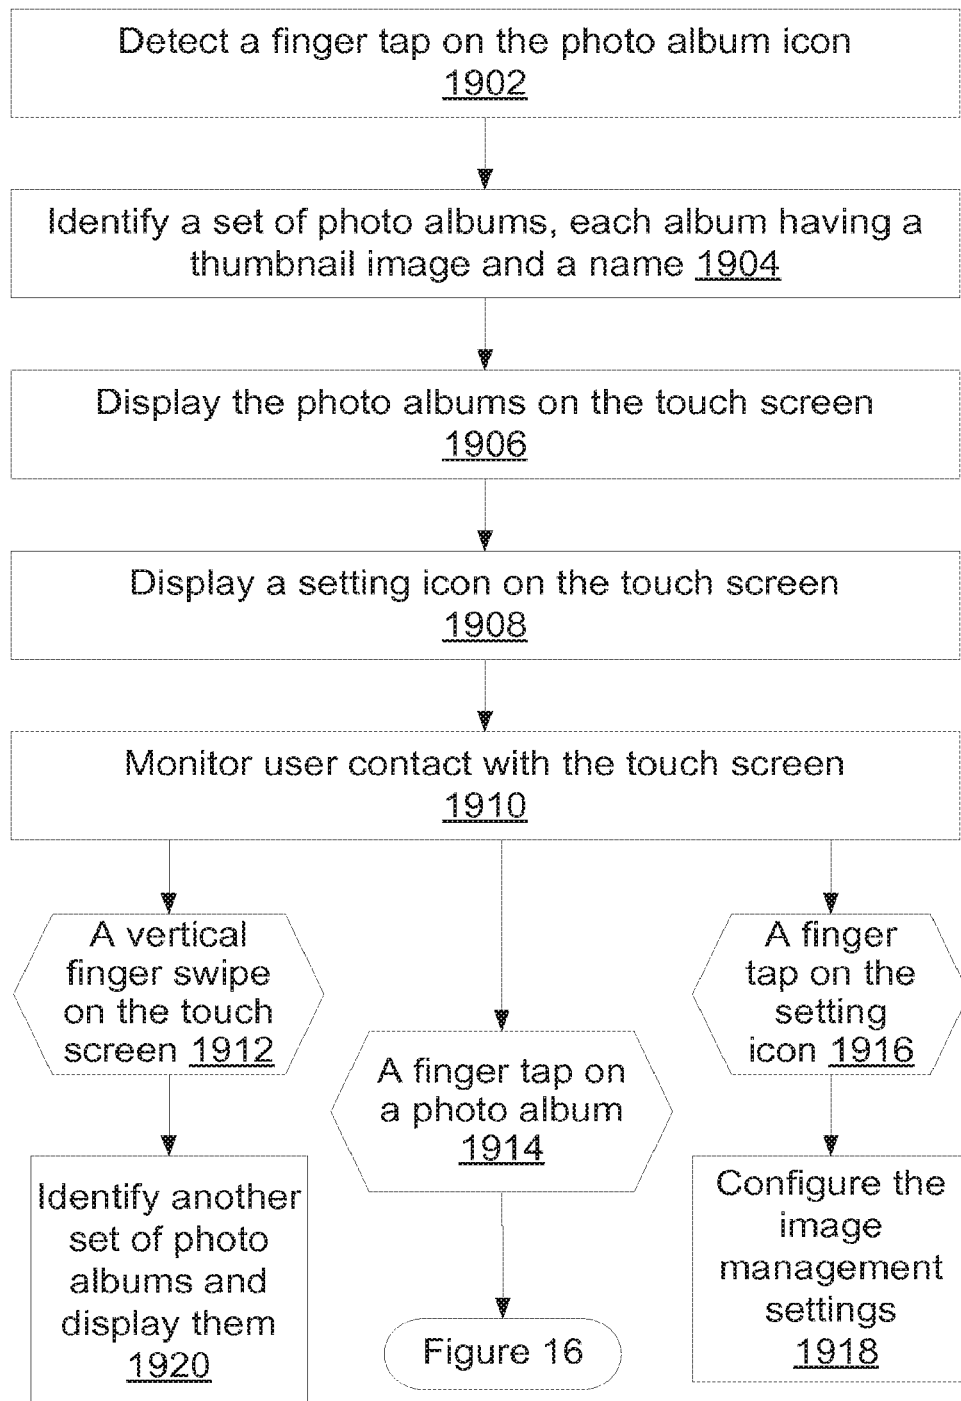 Detect a finger tap on the photo album icon
1902
Identify a set of photo albums, each album having a
thumbnail image and a name 1904
Display the photo albums on the touch screen
1906
Display a setting icon on the touch screen
1908
Monitor user contact with the touch screen
1910
A vertical
finger swipe
on the touch
screen 1912
A finger tap on
a photo album
1914
A finger
tap on the
setting
icon 1916
Identify another
set of photo
albums and
display them
1920
Figure 16
Configure the
image
management
settings
1918